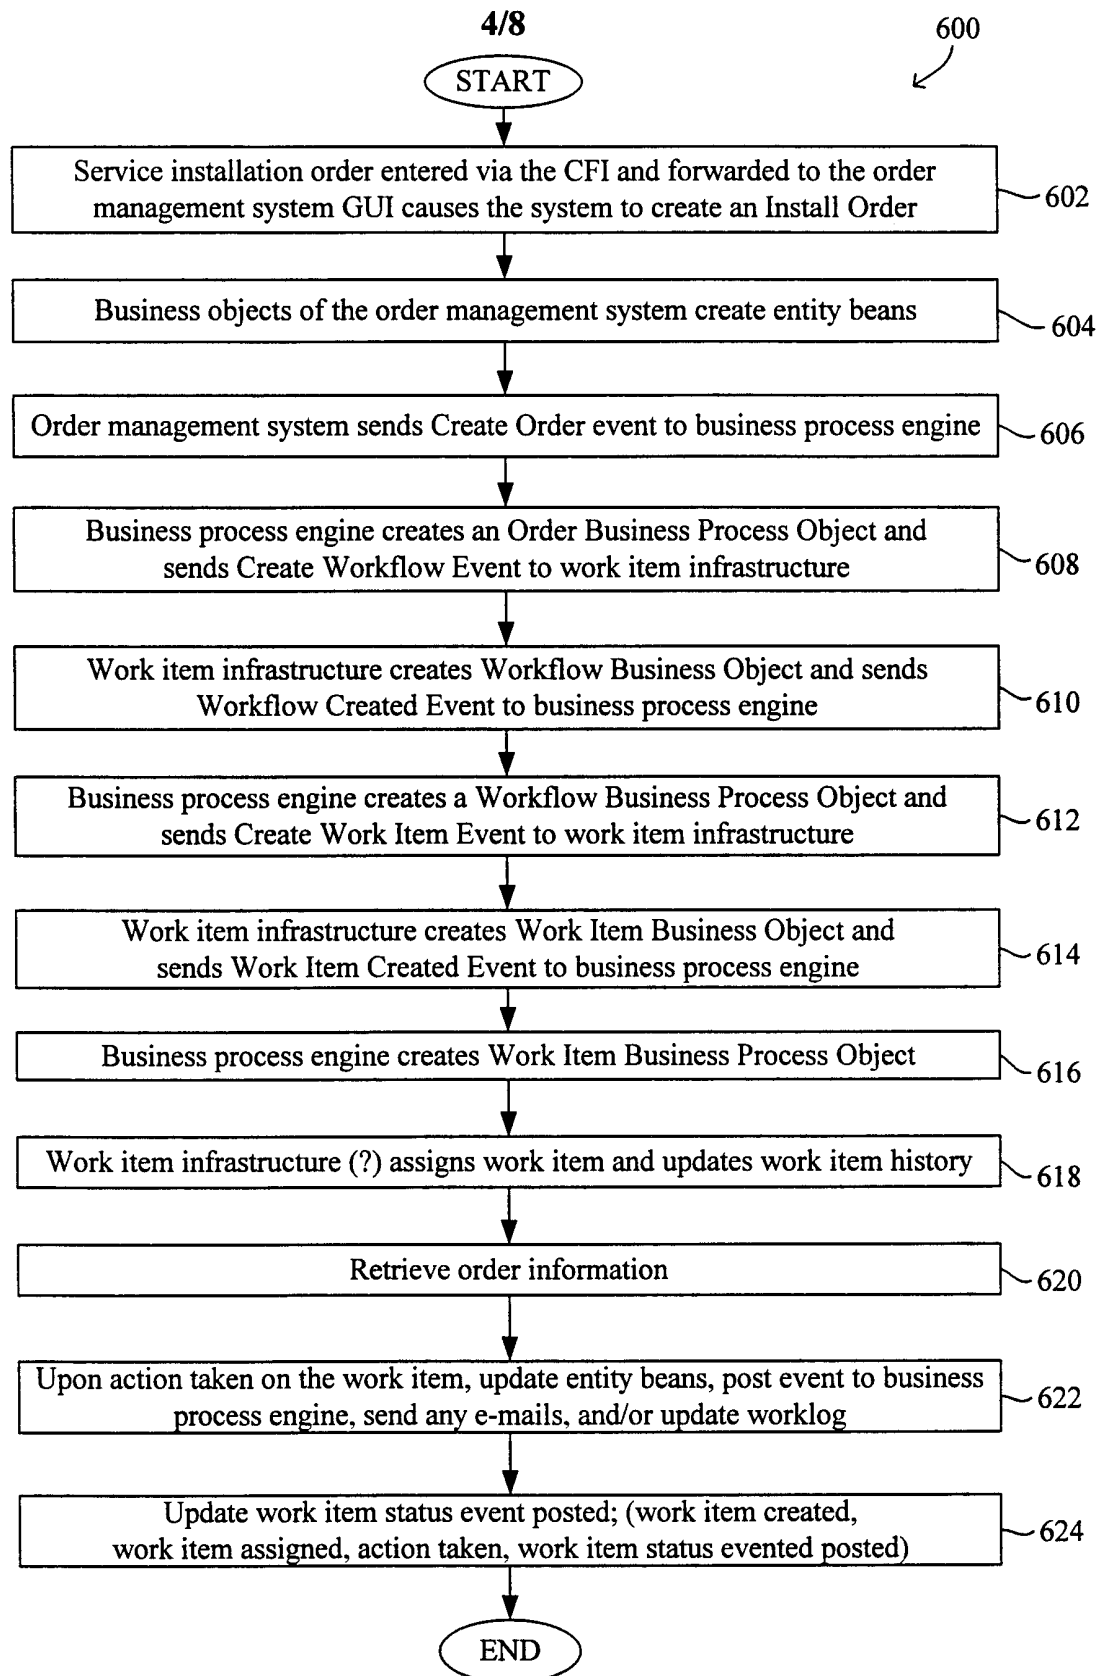 4/8
600
START
Service installation order entered via the CFI and forwarded to the order
management system GUI causes the system to create an Install Order
602
Business objects of the order management system create entity beans
604
Order management system sends Create Order event to business process engine
606
Business process engine creates an Order Business Process Object and
sends Create Workflow Event to work item infrastructure
608
Work item infrastructure creates Workflow Business Object and sends
Workflow Created Event to business process engine
610
Business process engine creates a Workflow Business Process Object and
sends Create Work Item Event to work item infrastructure
612
Work item infrastructure creates Work Item Business Object and
sends Work Item Created Event to business process engine
614
Business process engine creates Work Item Business Process Object
616
Work item infrastructure (?) assigns work item and updates work item history
618
Retrieve order information
620
Upon action taken on the work item, update entity beans, post event to business
process engine, send any e-mails, and/or update worklog
622
Update work item status event posted; (work item created,
work item assigned, action taken, work item status evented posted)
624
END